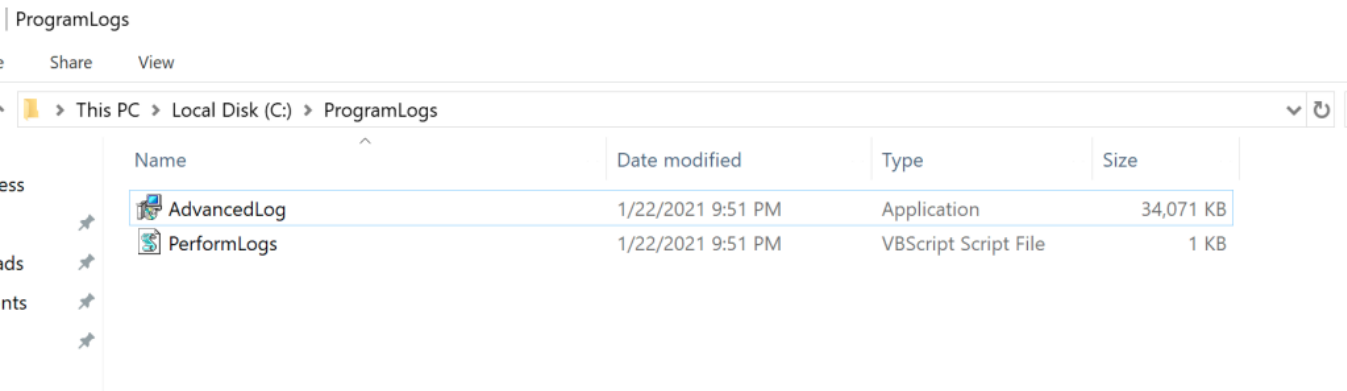 ProgramLogs
e Share View
This PC > Local Disk (C:) > ProgramLogs
Name Date modified Type Size
ess
AdvancedLog 1/22/2021 9:51 PM Application 34,071 KB
PerformLogs 1/22/2021 9:51 PM VBScript Script File 1 KB
ads
nts